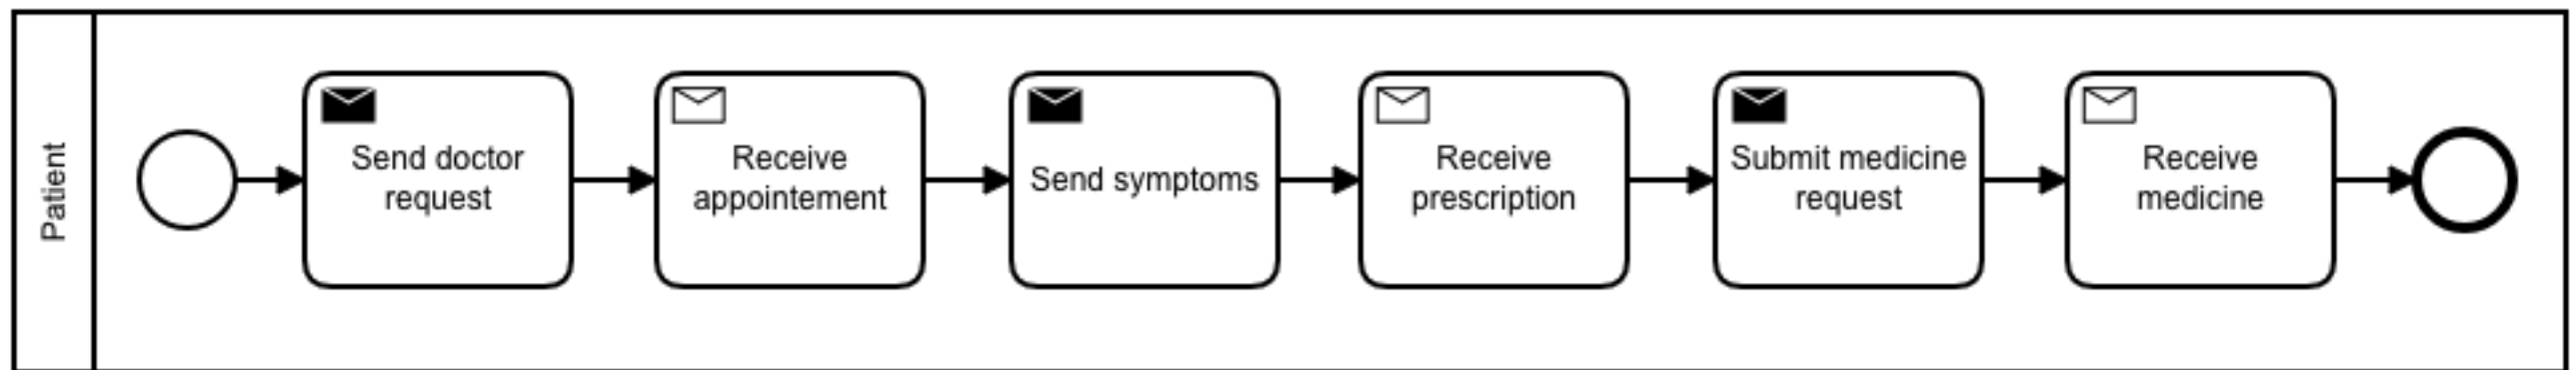 Patient
Send doctor
request
Receive
appointement
Send symptoms
Receive
prescription
Submit medicine
request
Receive
medicine